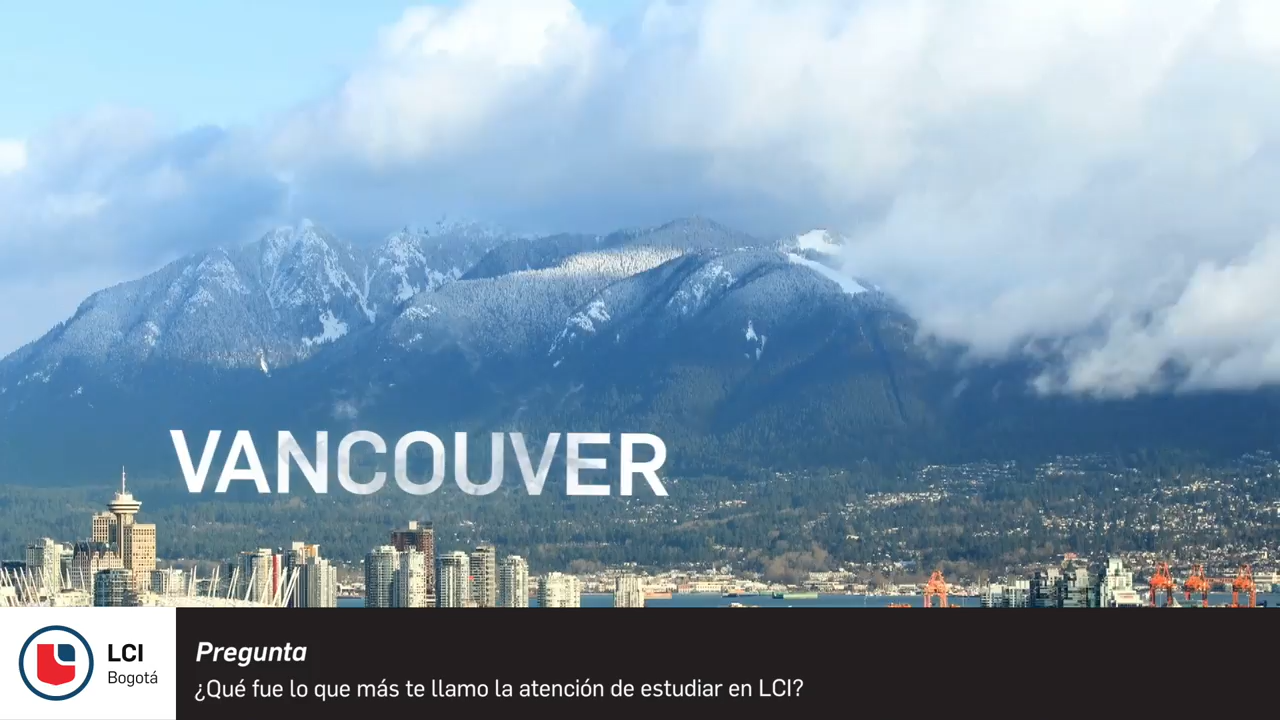 VANCOUVER
LCI
Bogotá
Pregunta
¿Qué fue lo que más te llamo la atención de estudiar en LCI?